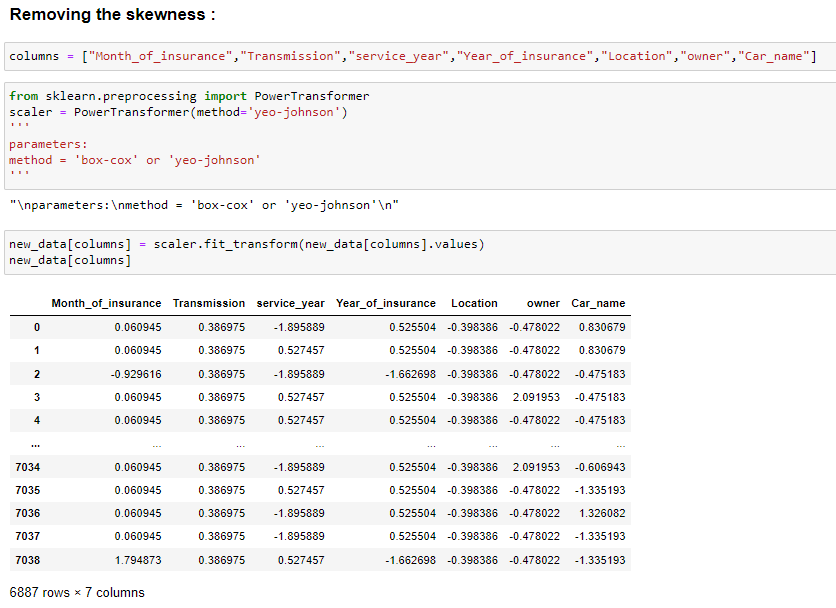 Removing the skewness :
columns = ["Month_of_insurance","Transmission","service_year","Year_of_insurance","Location","owner","Car_name"]
from sklearn.preprocessing import PowerTransformer
scaler = PowerTransformer(method='yeo-johnson')
'''
parameters:
method = 'box-cox' or 'yeo-johnson'
'''
"\nparameters:\nmethod = 'box-cox' or 'yeo-johnson'\n"
new_data[columns] = scaler.fit_transform(new_data[columns].values)
new_data[columns]
Month_of_insurance Transmission service_year Year_of_insurance Location owner Car_name
0 0.060945 0.386975 -1.895889 0.525504 -0.398386 -0.478022 0.830679
1 0.060945 0.386975 0.527457 0.525504 -0.398386 -0.478022 0.830679
2 -0.929616 0.386975 -1.895889 -1.662698 -0.398386 -0.478022 -0.475183
3 0.060945 0.386975 0.527457 0.525504 -0.398386 2.091953 -0.475183
4 0.060945 0.386975 0.527457 0.525504 -0.398386 -0.478022 -0.475183
... ... ... ... ... ... ... ...
7034 0.060945 0.386975 -1.895889 0.525504 -0.398386 2.091953 -0.606943
7035 0.060945 0.386975 0.527457 0.525504 -0.398386 -0.478022 -1.335193
7036 0.060945 0.386975 -1.895889 0.525504 -0.398386 -0.478022 1.326082
7037 0.060945 0.386975 -1.895889 0.525504 -0.398386 -0.478022 -1.335193
7038 1.794873 0.386975 0.527457 -1.662698 -0.398386 -0.478022 -1.335193
6887 rows × 7 columns